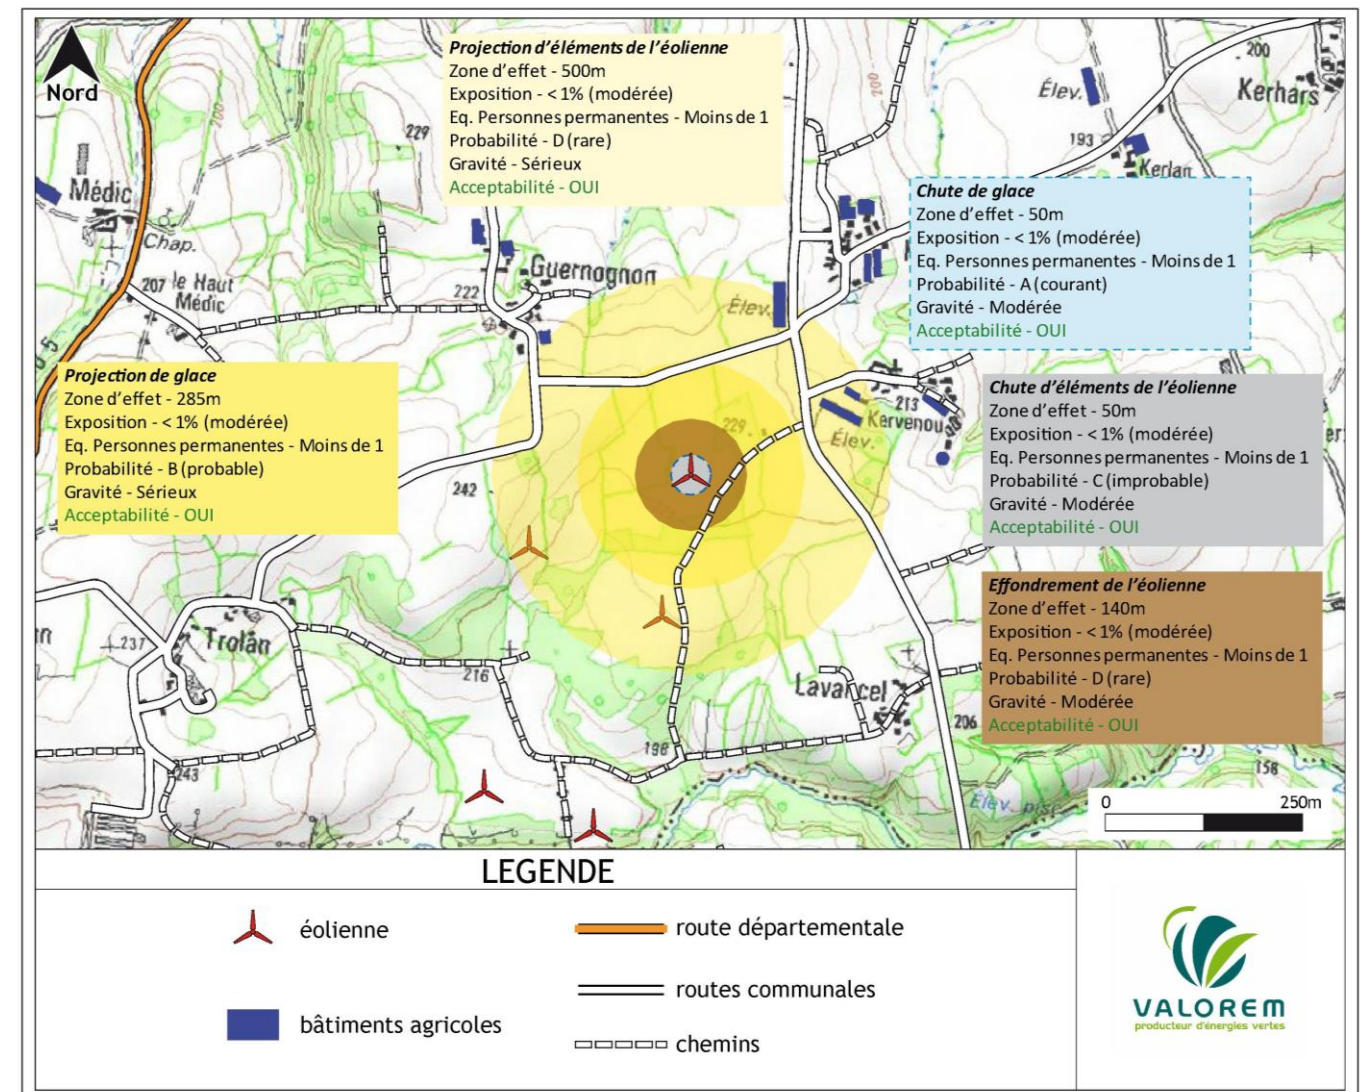 Nord
Projection d'éléments de l'éolienne
Zone d'effet - 500m
Exposition - < 1% (modérée)
Eq. Personnes permanentes - Moins de 1
Probabilité - D (rare)
Gravité - Sérieux
Acceptabilité - OUI
200
Élev.
Kerhars
193
Kerlan
200
200
229
Médic
Chap.
207 le Haut
Médic
222
Guernognon
Élev.
Chute de glace
Zone d'effet - 50m
Exposition - < 1% (modérée)
Eq. Personnes permanentes - Moins de 1
Probabilité - A (courant)
Gravité - Modérée
Acceptabilité - OUI
Projection de glace
Zone d'effet - 285m
Exposition - < 1% (modérée)
Eq. Personnes permanentes - Moins de 1
Probabilité - B (probable)
Gravité - Sérieux
Acceptabilité - OUI
229
213
Kervenou
Élev.
242
Chute d'éléments de l'éolienne
Zone d'effet - 50m
Exposition - < 1% (modérée)
Eq. Personnes permanentes - Moins de 1
Probabilité - C (improbable)
Gravité - Modérée
Acceptabilité - OUI
Effondrement de l'éolienne
Zone d'effet - 140m
Exposition - < 1% (modérée)
Eq. Personnes permanentes - Moins de 1
Probabilité - D (rare)
Gravité - Modérée
Acceptabilité - OUI
237
Trolan
216
Lavancel
206
198
243
158
Élev. pisc.
0 250m
LEGENDE
éolienne
route départementale
routes communales
bâtiments agricoles
chemins
VALOREM
producteur d'énergies vertes